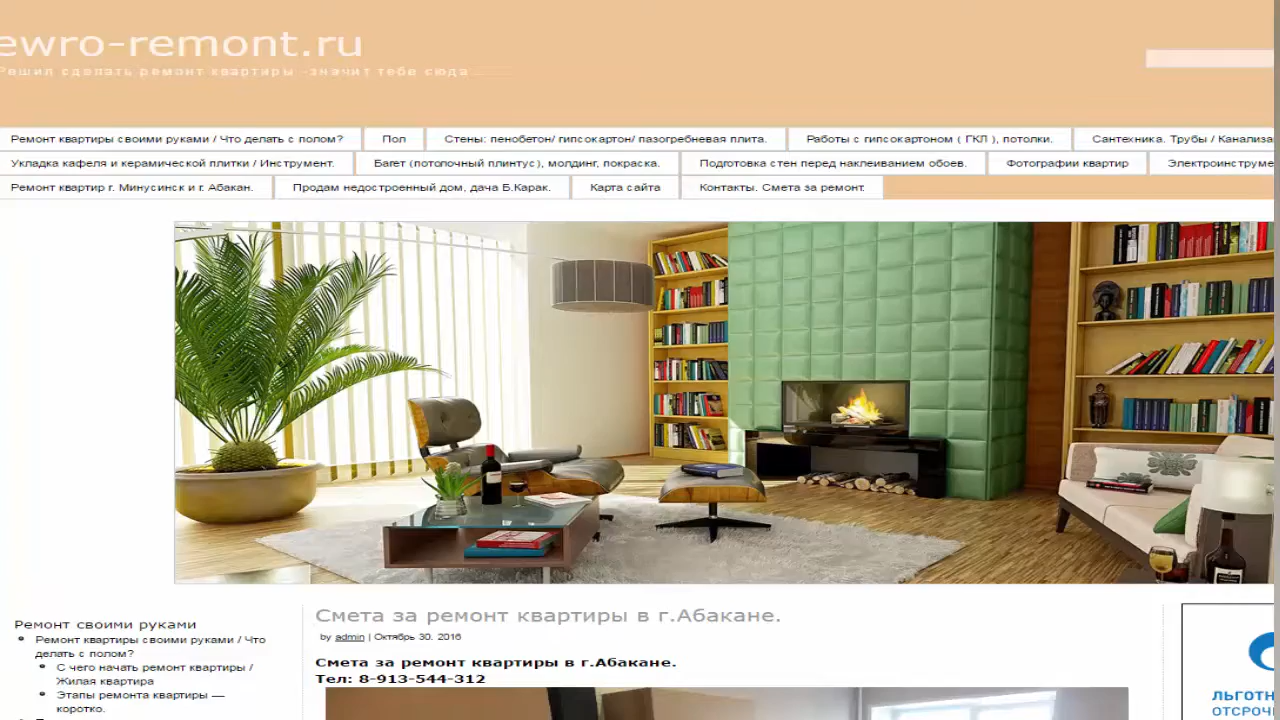 ewro-remont.ru
Решил сделать ремонт квартиры -значит тебе сюда...
Ремонт квартиры своими руками / Что делать с полом?
Пол
Стены: пенобетон/ гипсокартон/ пазогребневая плита.
Работы с гипсокартоном ( ГКЛ ), потолки.
Сантехника. Трубы / Канализа
Укладка кафеля и керамической плитки / Инструмент.
Багет (потолочный плинтус), молдинг, покраска.
Подготовка стен перед наклеиванием обоев.
Фотографии квартир
Электроинструме
Ремонт квартир г. Минусинск и г. Абакан.
Продам недостроенный дом, дача Б.Карак.
Карта сайта
Контакты. Смета за ремонт.
Ремонт своими руками
Ремонт квартиры своими руками / Что
делать с полом?
С чего начать ремонт квартиры /
Жилая квартира
Этапы ремонта квартиры —
коротко.
Смета за ремонт квартиры в г.Абакане.
by admin | Октябрь 30, 2016
Смета за ремонт квартиры в г.Абакане.
Тел: 8-913-544-312
ЛЬГОТН
ОТСРОЧ